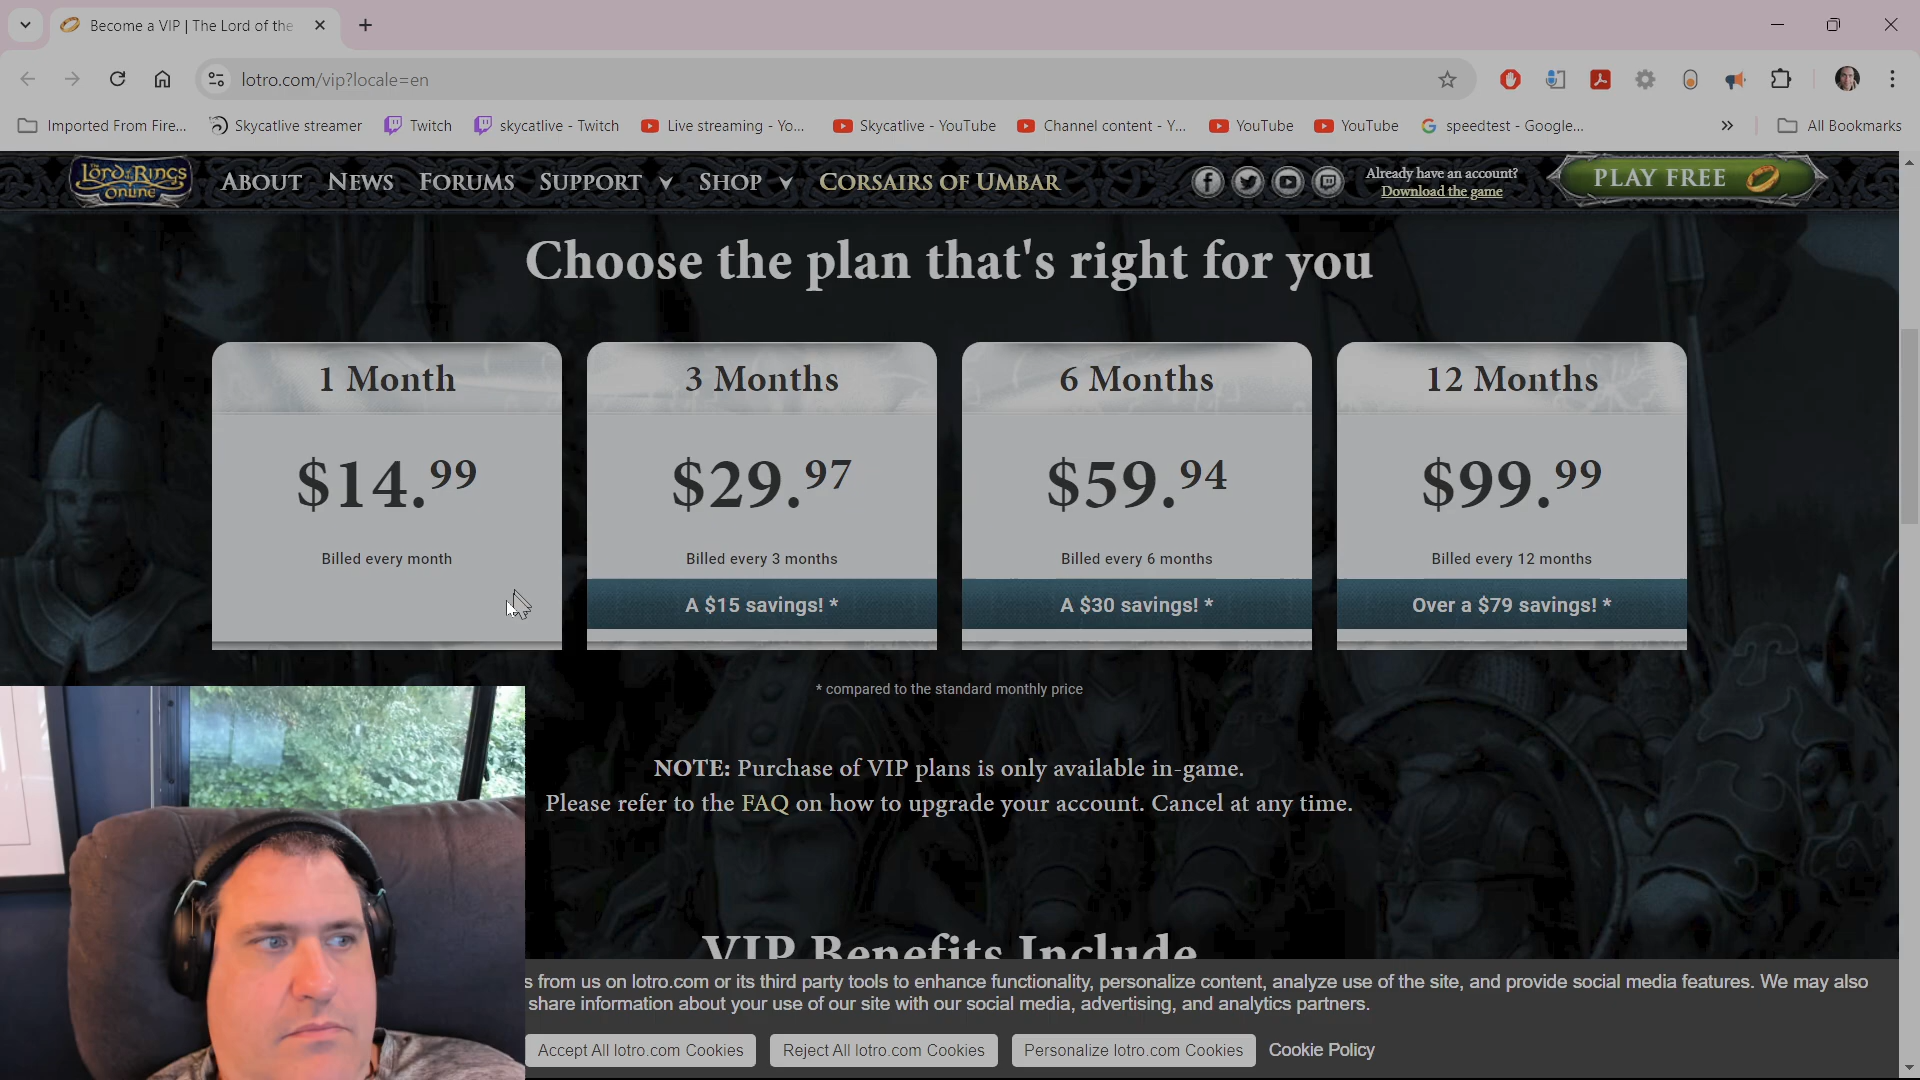 Become a VIP | The Lord of the
lotro.com/vip?locale=en
Imported From Fire... Skycatlive streamer Twitch skycatlive - Twitch Live streaming - Yo... Skycatlive - YouTube Channel content - Y... YouTube YouTube speedtest - Google... » All Bookmarks
The Lord of the Rings Online
ABOUT NEWS FORUMS SUPPORT SHOP CORSAIRS OF UMBAR
Already have an account?
Download the game
PLAY FREE
Choose the plan that's right for you
1 Month
$14.99
Billed every month
3 Months
$29.97
Billed every 3 months
A $15 savings! *
6 Months
$59.94
Billed every 6 months
A $30 savings! *
12 Months
$99.99
Billed every 12 months
Over a $79 savings! *
* compared to the standard monthly price
NOTE: Purchase of VIP plans is only available in-game.
Please refer to the FAQ on how to upgrade your account. Cancel at any time.
VIP Benefits Include
s from us on lotro.com or its third party tools to enhance functionality, personalize content, analyze use of the site, and provide social media features. We may also
share information about your use of our site with our social media, advertising, and analytics partners.
Accept All lotro.com Cookies Reject All lotro.com Cookies Personalize lotro.com Cookies Cookie Policy